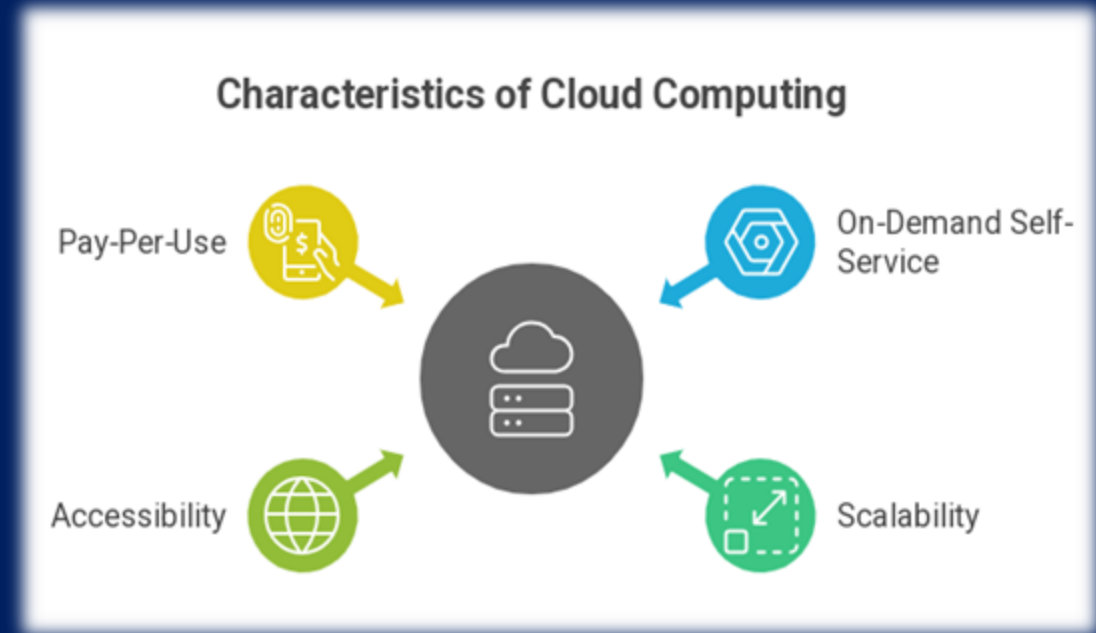 Characteristics of Cloud Computing
Pay-Per-Use
$
On-Demand Self-
Service
Accessibility
Scalability